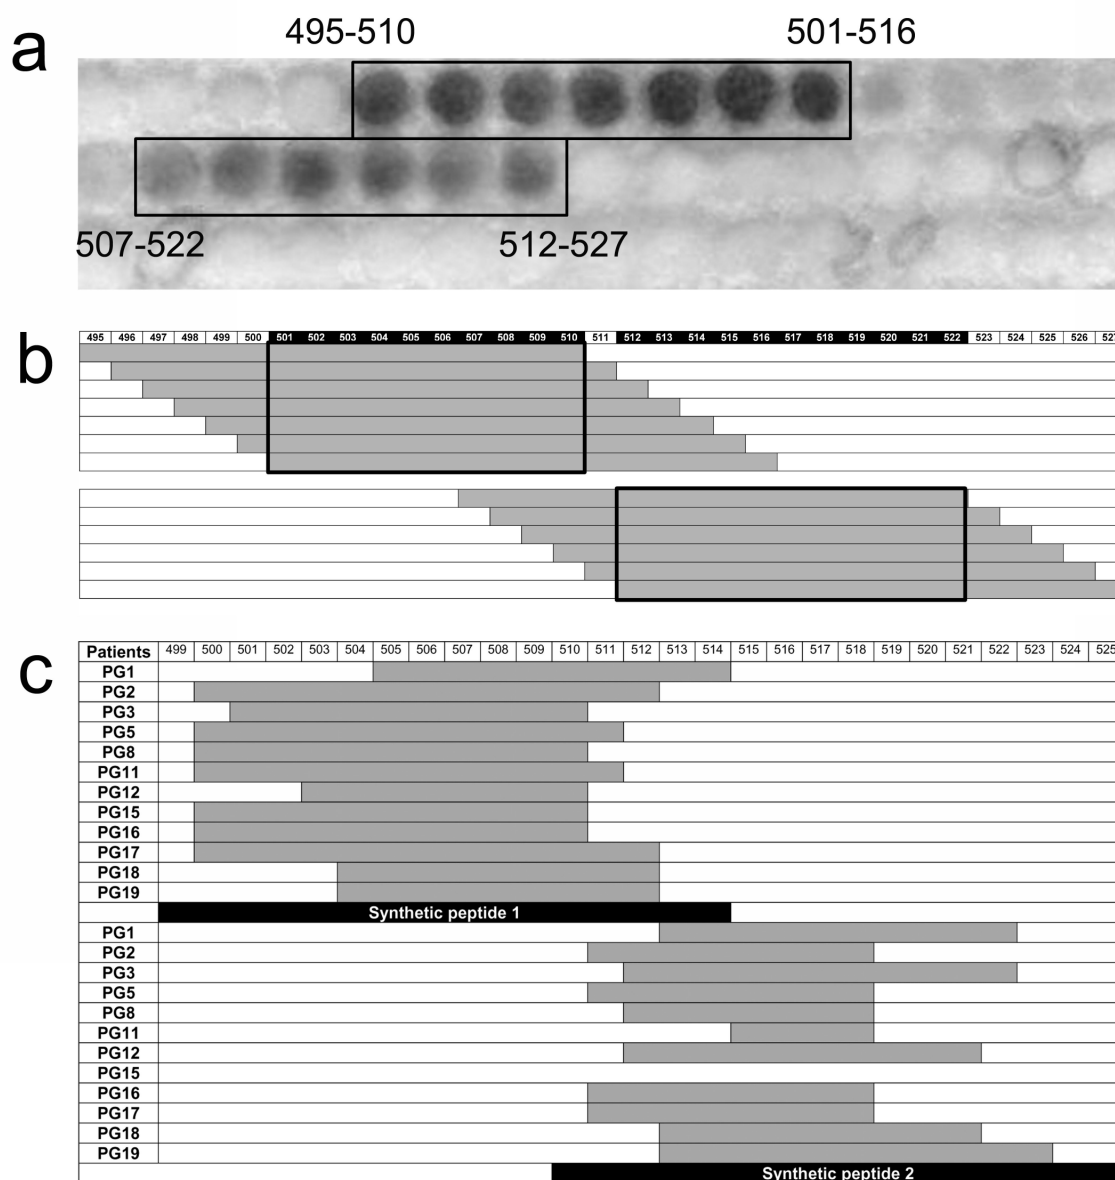 a
495-510 501-516
507-522 512-527
b
495 496 497 498 499 500 501 502 503 504 505 506 507 508 509 510 511 512 513 514 515 516 517 518 519 520 521 522 523 524 525 526 527
c
Patients 499 500 501 502 503 504 505 506 507 508 509 510 511 512 513 514 515 516 517 518 519 520 521 522 523 524 525
PG1
PG2
PG3
PG5
PG8
PG11
PG12
PG15
PG16
PG17
PG18
PG19
Synthetic peptide 1
PG1
PG2
PG3
PG5
PG8
PG11
PG12
PG15
PG16
PG17
PG18
PG19
Synthetic peptide 2